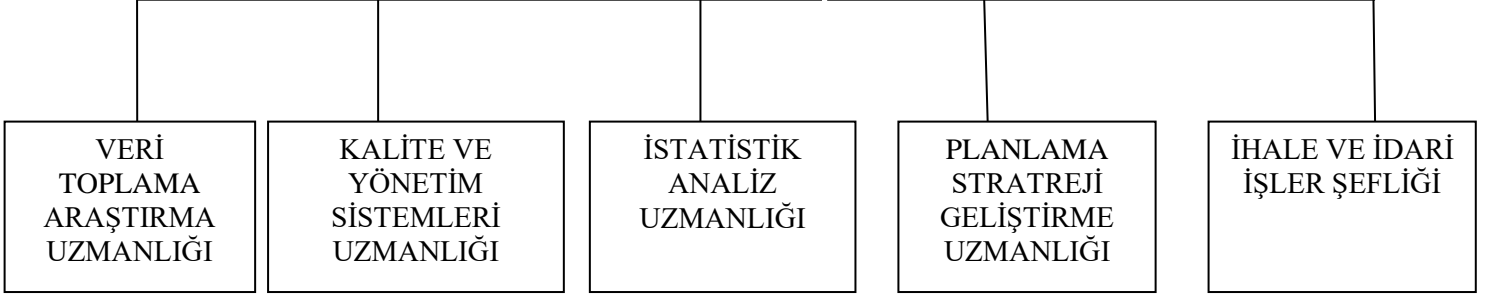 VERİ
TOPLAMA
ARAŞTIRMA
UZMANLIĞI
KALİTE VE
YÖNETİM
SİSTEMLERİ
UZMANLIĞI
İSTATİSTİK
ANALİZ
UZMANLIĞI
PLANLAMA
STRATREJİ
GELİŞTİRME
UZMANLIĞI
İHALE VE İDARİ
İŞLER ŞEFLİĞİ